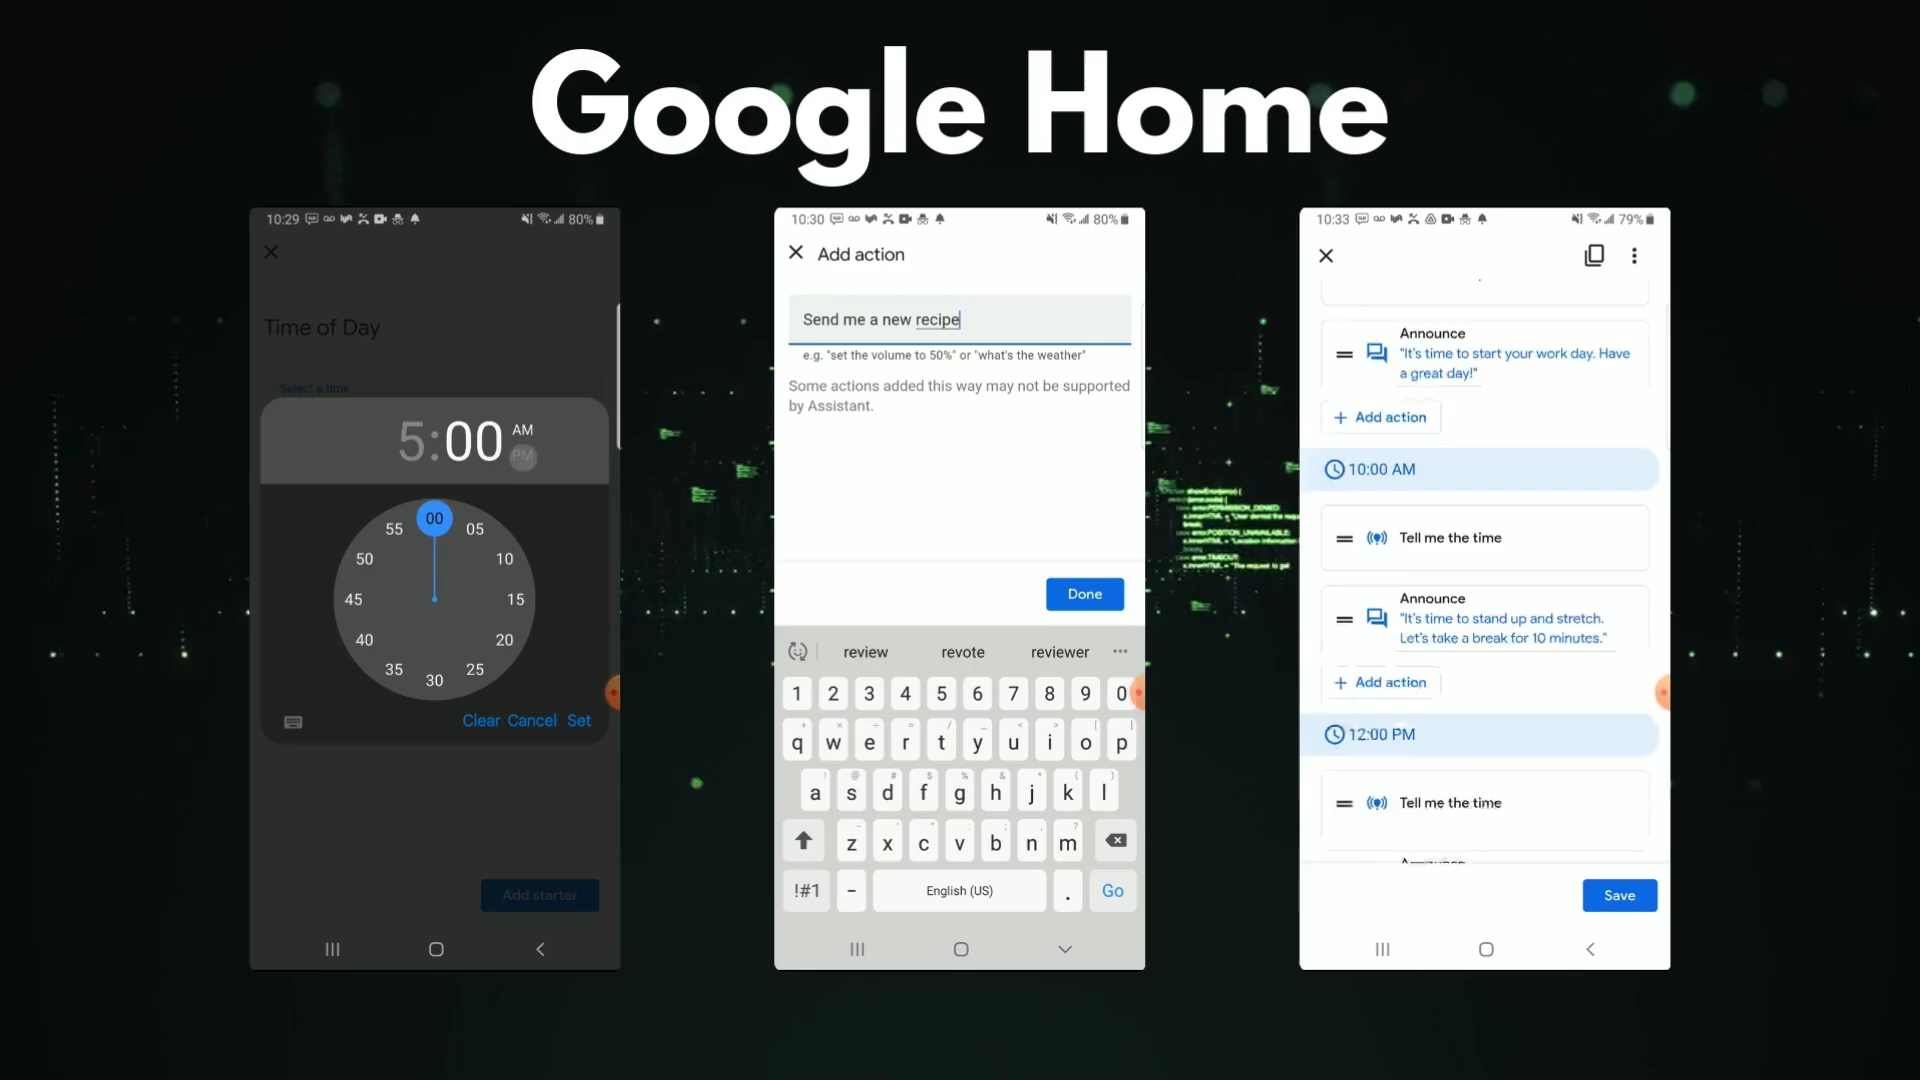 Google Home
10:29
80%
Time of Day
Select a time
5:00
AM
PM
00
05
10
15
20
25
30
35
40
45
50
55
Clear Cancel Set
Add starter
10:30
80%
Add action
Send me a new recipe
e.g. "set the volume to 50%" or "what's the weather"
Some actions added this way may not be supported
by Assistant.
Done
review revote reviewer
1 2 3 4 5 6 7 8 9 0
q w e r t y u i o p
a s d f g h j k l
z x c v b n m
!#1 - English (US) . Go
10:33
79%
Announce
"It's time to start your work day. Have
a great day!"
+ Add action
10:00 AM
Tell me the time
Announce
"It's time to stand up and stretch.
Let's take a break for 10 minutes."
+ Add action
12:00 PM
Tell me the time
Save